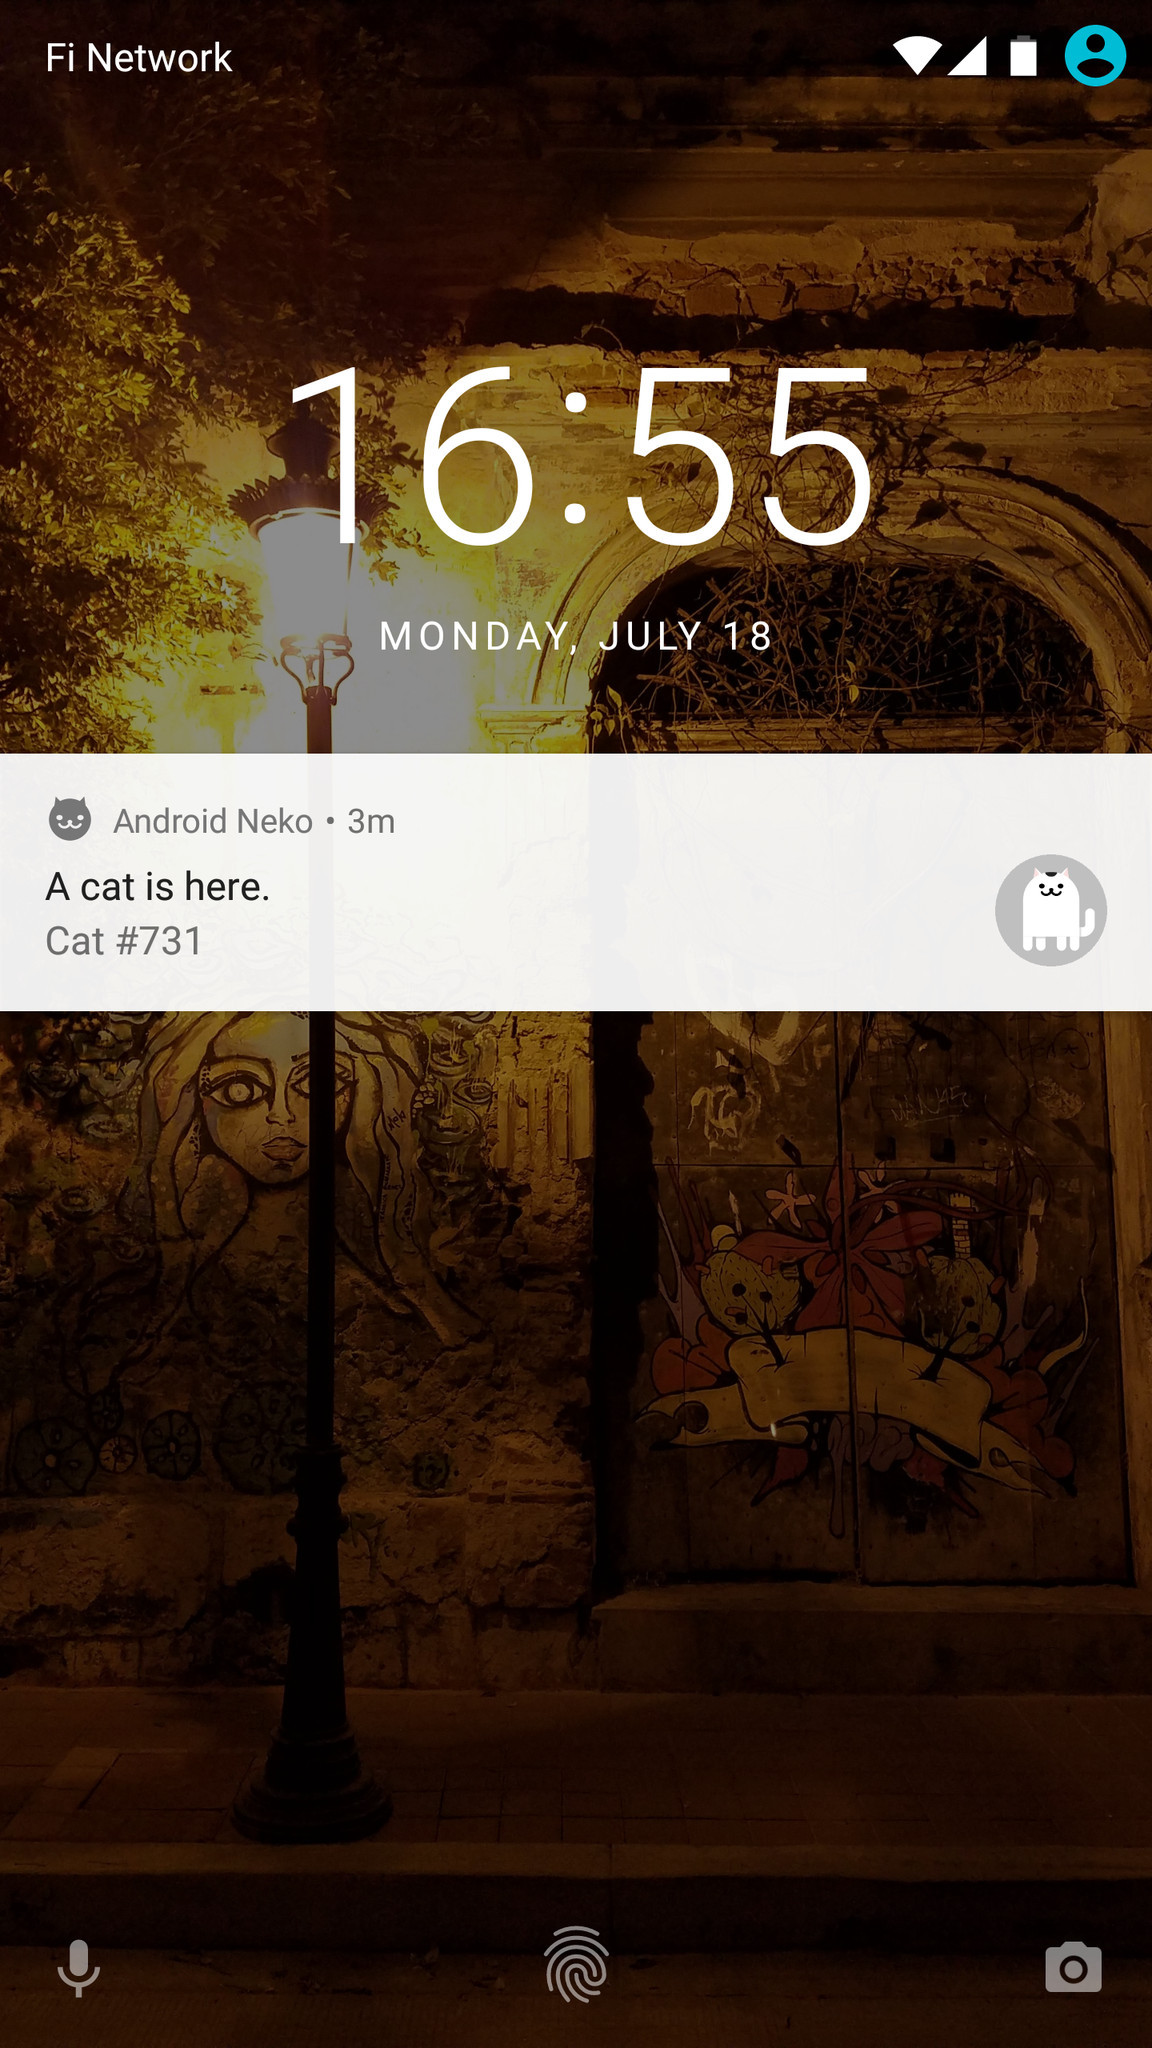 Fi Network
16:55
MONDAY, JULY 18
Android Neko • 3m
A cat is here.
Cat #731